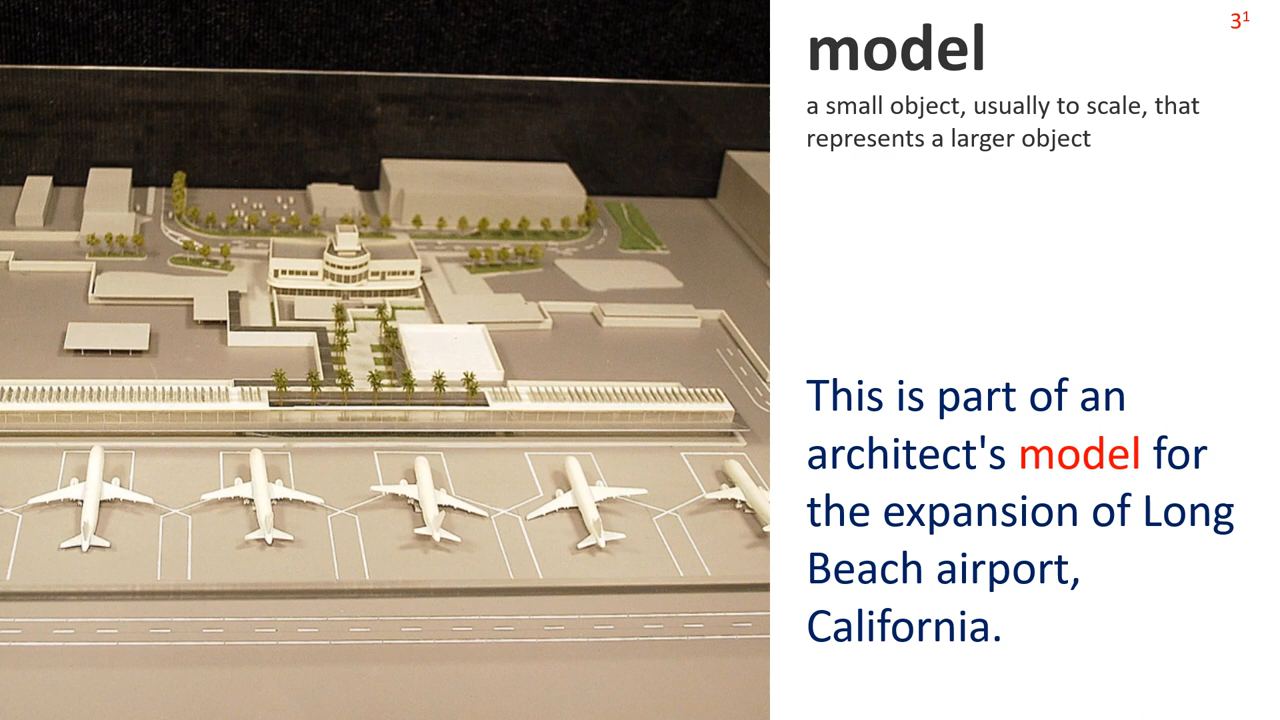 model
3¹
a small object, usually to scale, that
represents a larger object
This is part of an
architect's model for
the expansion of Long
Beach airport,
California.